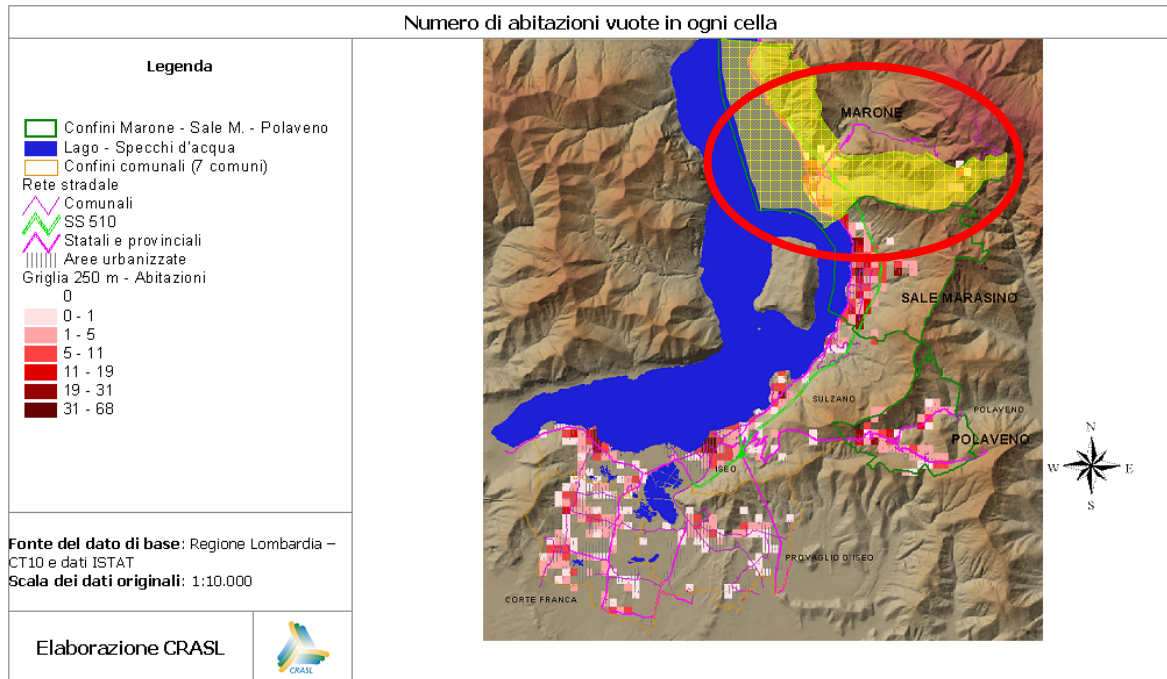 Numero di abitazioni vuote in ogni cella
Legenda
Confini Marone - Sale M. - Polaveno
Lago - Specchi d'acqua
Confini comunali (7 comuni)
Rete stradale
Comunali
SS 510
Statali e provinciali
Aree urbanizzate
Griglia 250 m - Abitazioni
0
0 - 1
1 - 5
5 - 11
11 - 19
19 - 31
31 - 68
Fonte del dato di base: Regione Lombardia –
CT10 e dati ISTAT
Scala dei dati originali: 1:10.000
Elaborazione CRASL
CRASL
MARONE
SALE MARASINO
SULZANO
POLAVENO
POLAVENO
ISEO
PROVAGLIO D'ISEO
CORTE FRANCA
N
W
E
S